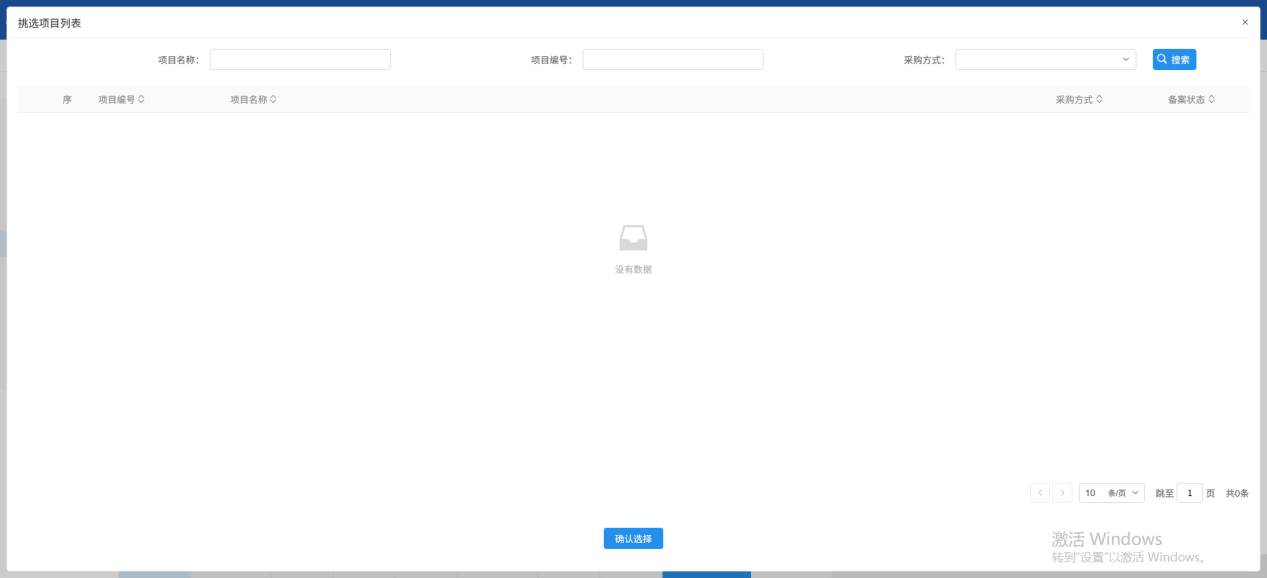 挑选项目列表
×
项目名称： 项目编号： 采购方式： 搜索
序 项目编号 项目名称 采购方式 备案状态
没有数据
10 条/页 跳至 1 页 共0条
确认选择
激活 Windows
转到"设置"以激活 Windows。